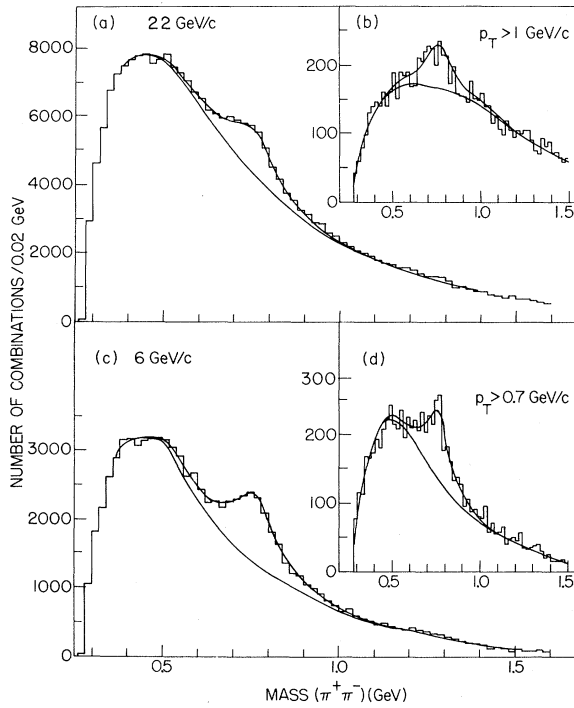 (a) 22 GeV/c
8000
6000
4000
2000
0
(b) p_T > 1 GeV/c
200
100
0
0.5 1.0 1.5
NUMBER OF COMBINATIONS/0.02 GeV
(c) 6 GeV/c
3000
2000
1000
0
(d)
p_T > 0.7 GeV/c
300
200
100
0
0.5 1.0 1.5
0.5 1.0 1.5
MASS (π⁺π⁻)(GeV)